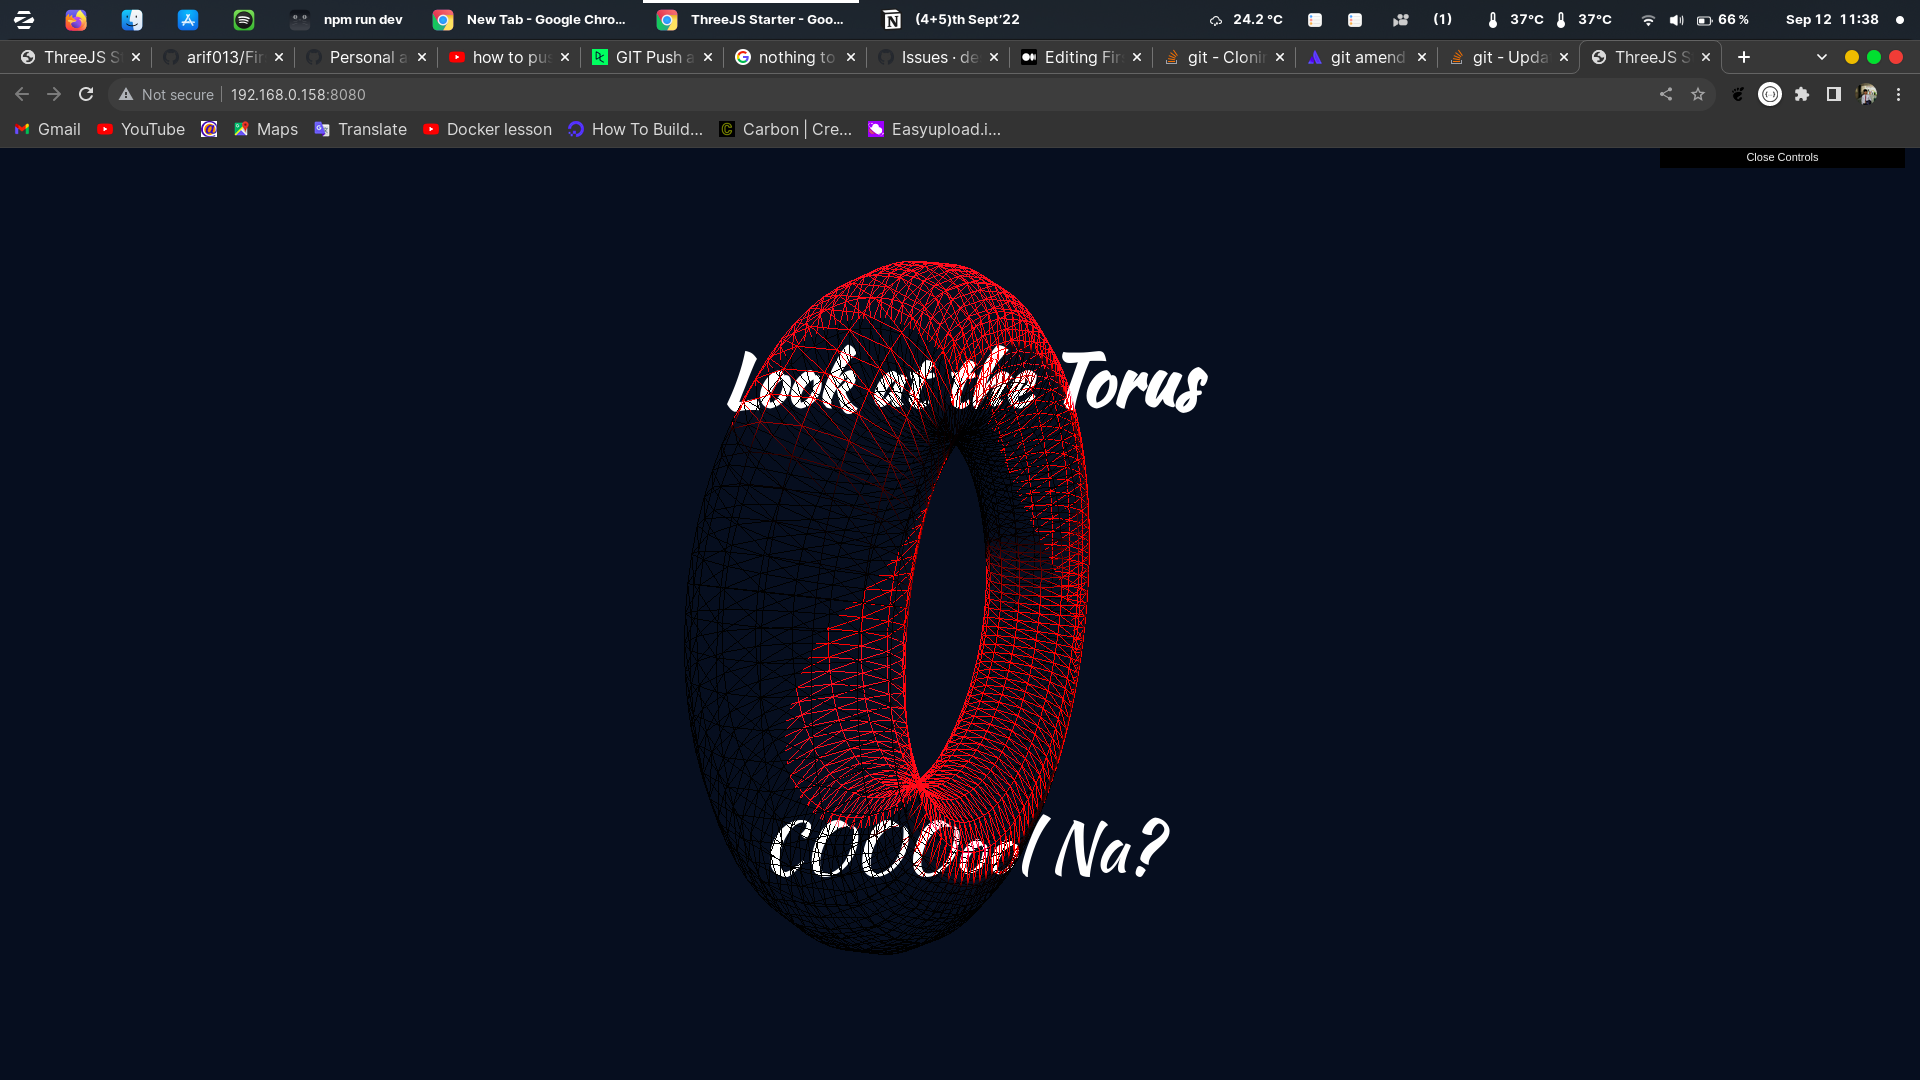 npm run dev
New Tab - Google Chro...
ThreeJS Starter - Goo...
(4+5)th Sept'22
24.2 °C
(1)
37°C
37°C
66 %
Sep 12 11:38
ThreeJS S
arif013/Fir
Personal a
how to pus
GIT Push a
nothing to
Issues · de
Editing Fir
git - Clonin
git amend
git - Upda
ThreeJS S
Not secure
192.168.0.158:8080
Gmail
YouTube
Maps
Translate
Docker lesson
How To Build...
Carbon | Cre...
Easyupload.i...
Close Controls
Look at the Torus
COOOoool Na?